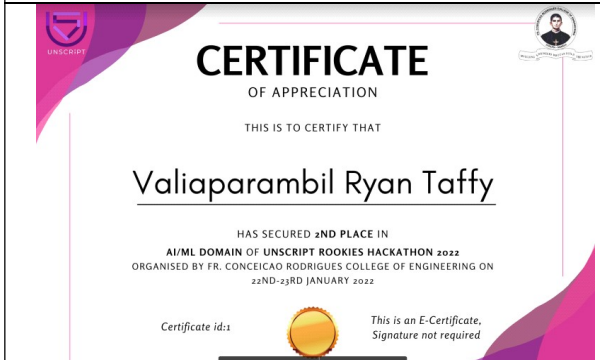 UNSCRIPT
CERTIFICATE
OF APPRECIATION
THIS IS TO CERTIFY THAT
Valiaparambil Ryan Taffy
HAS SECURED 2ND PLACE IN
AI/ML DOMAIN OF UNSCRIPT ROOKIES HACKATHON 2022
ORGANISED BY FR. CONCEICAO RODRIGUES COLLEGE OF ENGINEERING ON
22ND-23RD JANUARY 2022
Certificate id:1
This is an E-Certificate,
Signature not required